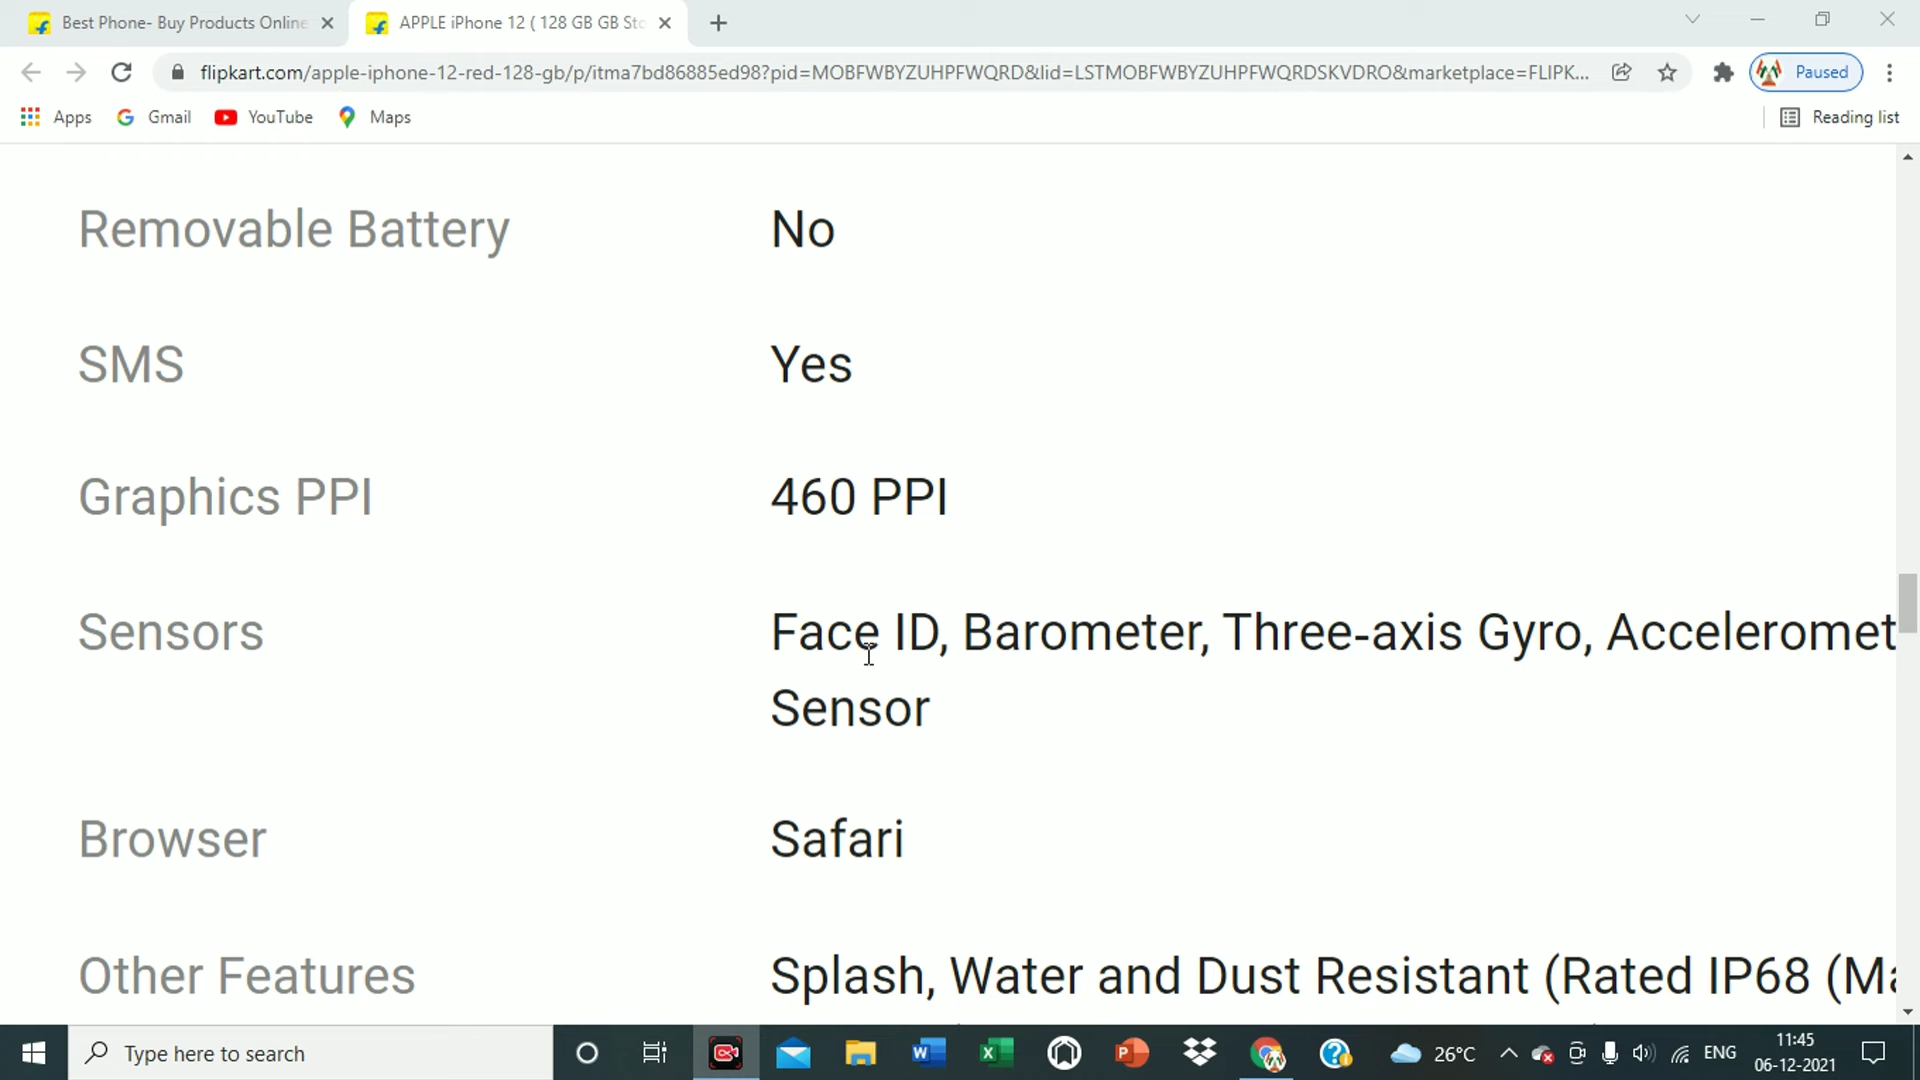 Best Phone- Buy Products Online
APPLE iPhone 12 ( 128 GB GB Sto
flipkart.com/apple-iphone-12-red-128-gb/p/itma7bd86885ed98?pid=MOBFWBYZUHPFWQRD&lid=LSTMOBFWBYZUHPFWQRDSKVDRO&marketplace=FLIPK...
Paused
Apps
Gmail
YouTube
Maps
Reading list
Removable Battery
No
SMS
Yes
Graphics PPI
460 PPI
Sensors
Face ID, Barometer, Three-axis Gyro, Acceleromet
Sensor
Browser
Safari
Other Features
Splash, Water and Dust Resistant (Rated IP68 (Ma
Type here to search
26°C
ENG
11:45
06-12-2021